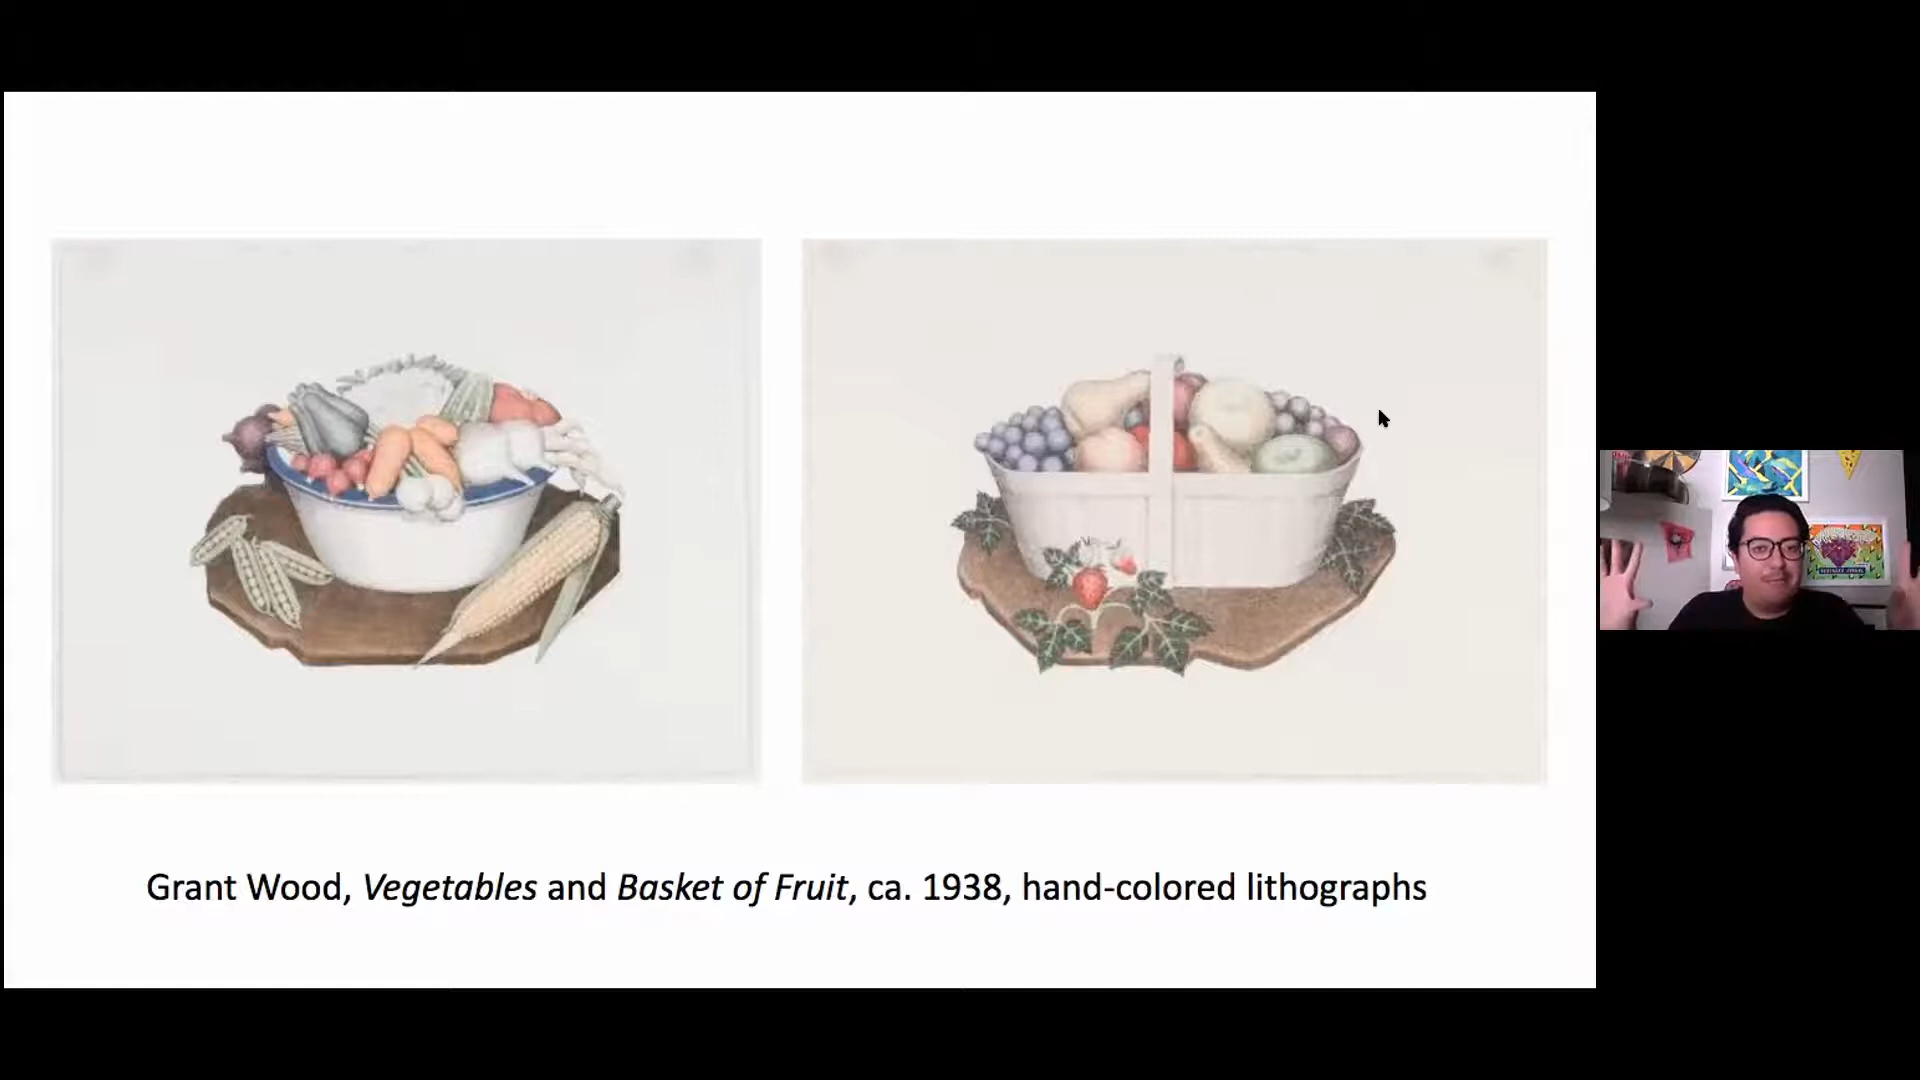 Grant Wood, Vegetables and Basket of Fruit, ca. 1938, hand-colored lithographs